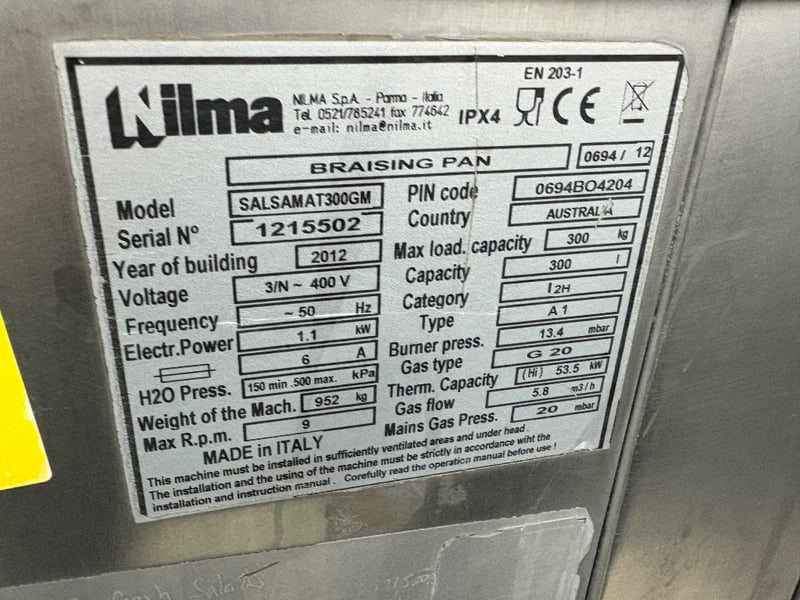 Nilma
NILMA S.p.A. - Parma - Italia
Tel. 0521/785241 fax 774642
e-mail: nilma@nilma.it
IPX4
EN 203-1
CE
BRAISING PAN
0694 / 12
Model SALSAMAT300GM
Serial N° 1215502
Year of building 2012
Voltage 3/N ~ 400 V
Frequency ~ 50 Hz
Electr.Power 1.1 kW
6 A
H2O Press. 150 min .500 max. kPa
Weight of the Mach. 952 kg
Max R.p.m. 9
PIN code 0694BO4204
Country AUSTRALIA
Max load. capacity 300 kg
Capacity 300 l
Category I2H
Type A 1
Burner press. 13.4 mbar
Gas type G 20
Therm. Capacity (Hi) 53.5 kW
Gas flow 5.8 m3/h
Mains Gas Press. 20 mbar
MADE IN ITALY
This machine must be installed in sufficiently ventilated areas and under head.
The installation and the using of the machine must be strictly in accordance wiht the
installation and instruction manual . Corefully read the operation manual before use !